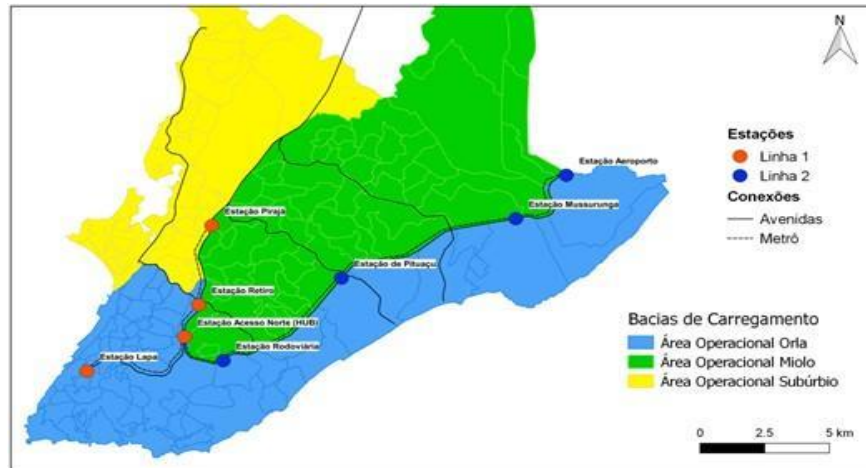 N
Estações
Linha 1
Linha 2
Conexões
Avenidas
Metrô
Estação Aeroporto
Estação Mussurunga
Estação Pirajá
Estação de Pituaçu
Estação Retiro
Estação Acesso Norte (HUB)
Estação Lapa
Estação Rodoviária
Bacias de Carregamento
Área Operacional Orla
Área Operacional Miolo
Área Operacional Subúrbio
0 2.5 5 km